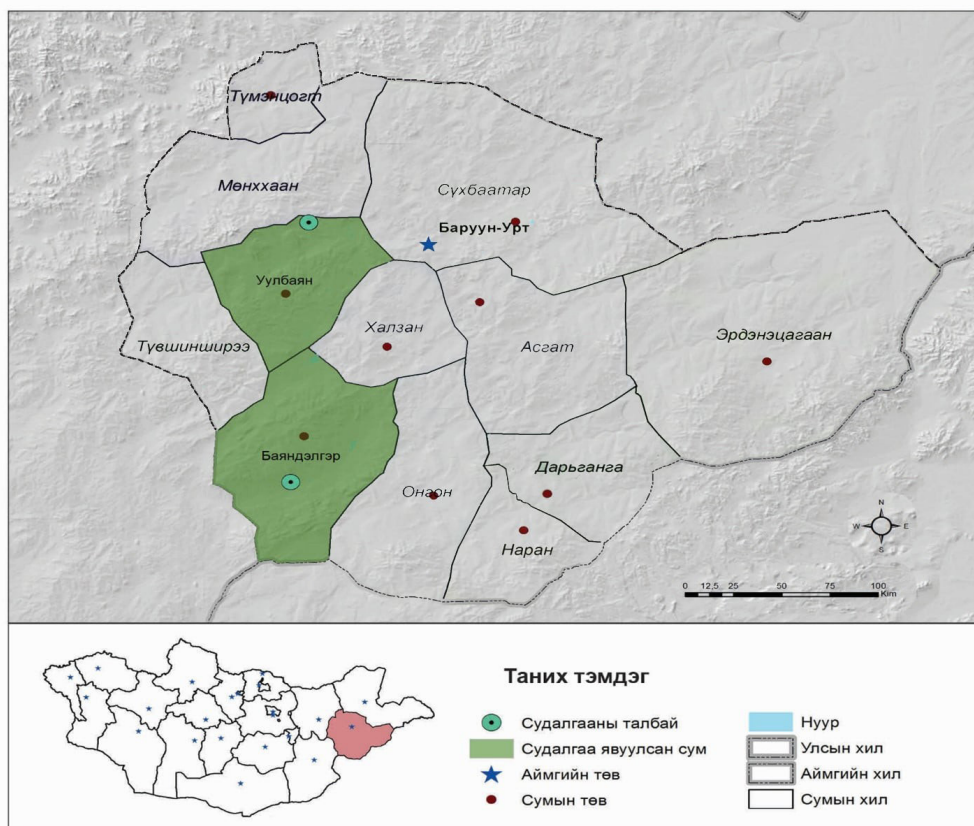 Түмэнцогт
Мөнххаан
Сүхбаатар
Баруун-Урт
Уулбаян
Халзан
Түвшинширээ
Асгат
Эрдэнэцагаан
Баяндэлгэр
Дарьганга
Онгон
Наран
N
W E
S
0 12,5 25 50 75 100
Kim
Таних тэмдэг
Судалгааны талбай
Судалгаа явуулсан сум
Аймгийн төв
Сумын төв
Нуур
Улсын хил
Аймгийн хил
Сумын хил